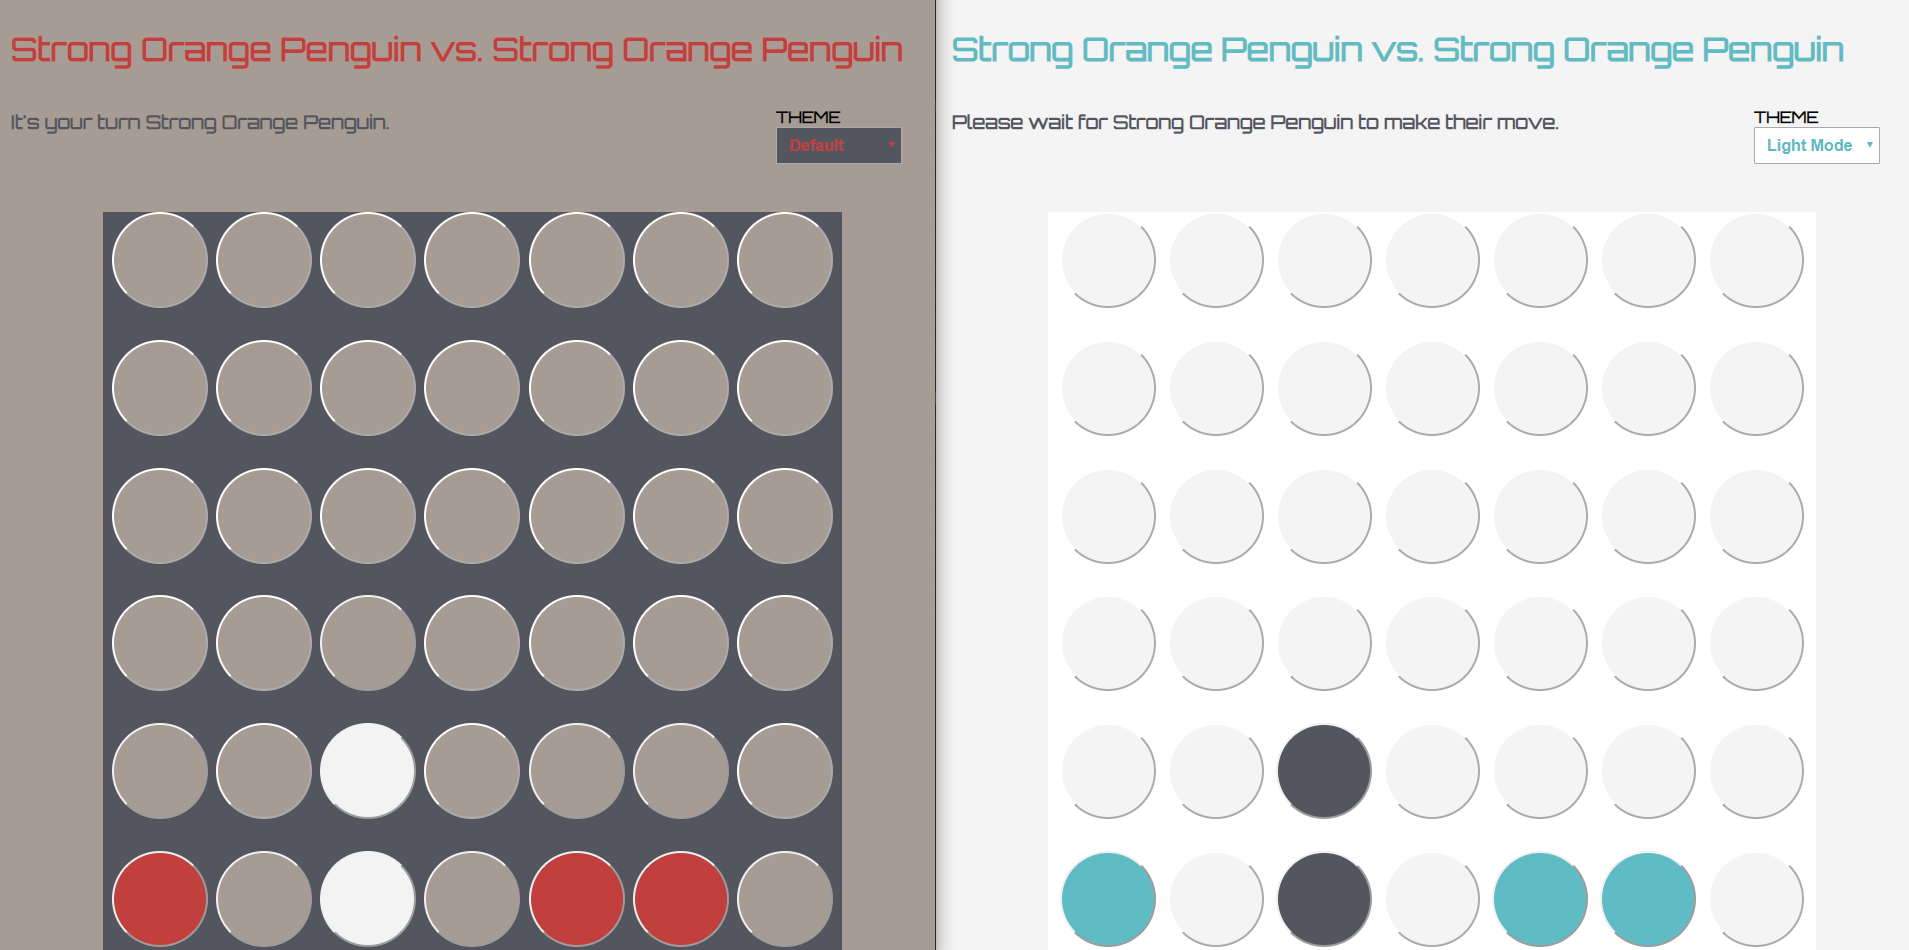 Strong Orange Penguin vs. Strong Orange Penguin
It's your turn Strong Orange Penguin.
THEME
Default
Strong Orange Penguin vs. Strong Orange Penguin
Please wait for Strong Orange Penguin to make their move.
THEME
Light Mode